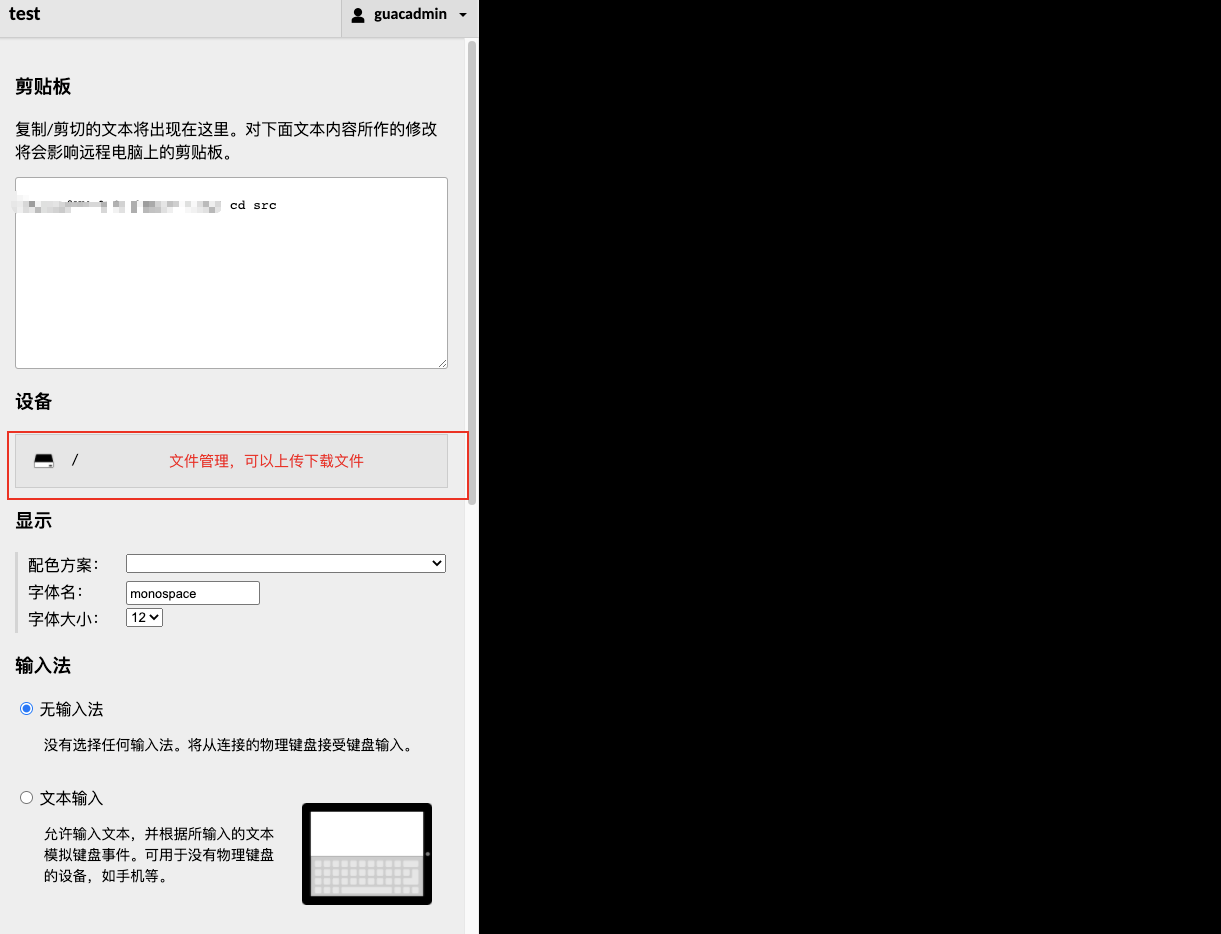 test
guacadmin
剪贴板
复制/剪切的文本将出现在这里。对下面文本内容所作的修改
将会影响远程电脑上的剪贴板。
cd src
设备
/ 文件管理，可以上传下载文件
显示
配色方案：
字体名： monospace
字体大小： 12
输入法
无输入法
没有选择任何输入法。将从连接的物理键盘接受键盘输入。
文本输入
允许输入文本，并根据所输入的文本
模拟键盘事件。可用于没有物理键盘
的设备，如手机等。